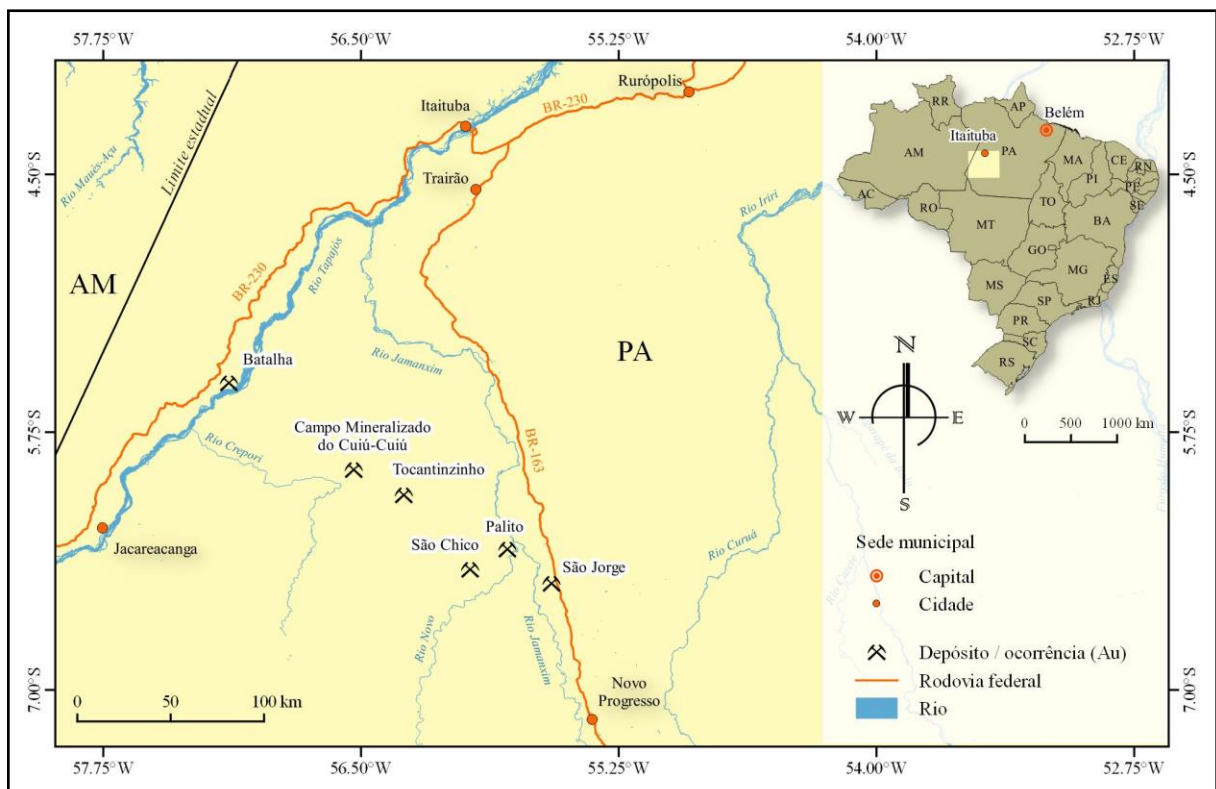 57.75°W
56.50°W
55.25°W
54.00°W
52.75°W
4.50°S
5.75°S
7.00°S
Rio Maués-Açu
Limite estadual
AM
Itaituba
Rurópolis
BR-230
Trairão
BR-230
Rio Tapajós
Rio Iriri
Rio Jamanxim
PA
Batalha
Campo Mineralizado
do Cuiú-Cuiú
Rio Crepori
Tocantinzinho
BR-163
Palito
São Chico
São Jorge
Jacareacanga
Rio Novo
Rio Jamanxim
Rio Curuá
Novo
Progresso
0 50 100 km
RR
AP
Belém
Itaituba
AM
PA
MA
CE
RN
PI
PE
SE
AC
RO
TO
BA
MT
GO
MG
ES
MS
SP
RJ
PR
SC
RS
N
W
E
S
0 500 1000 km
Sede municipal
Capital
Cidade
Depósito / ocorrência (Au)
Rodovia federal
Rio
4.50°S
5.75°S
7.00°S
57.75°W
56.50°W
55.25°W
54.00°W
52.75°W